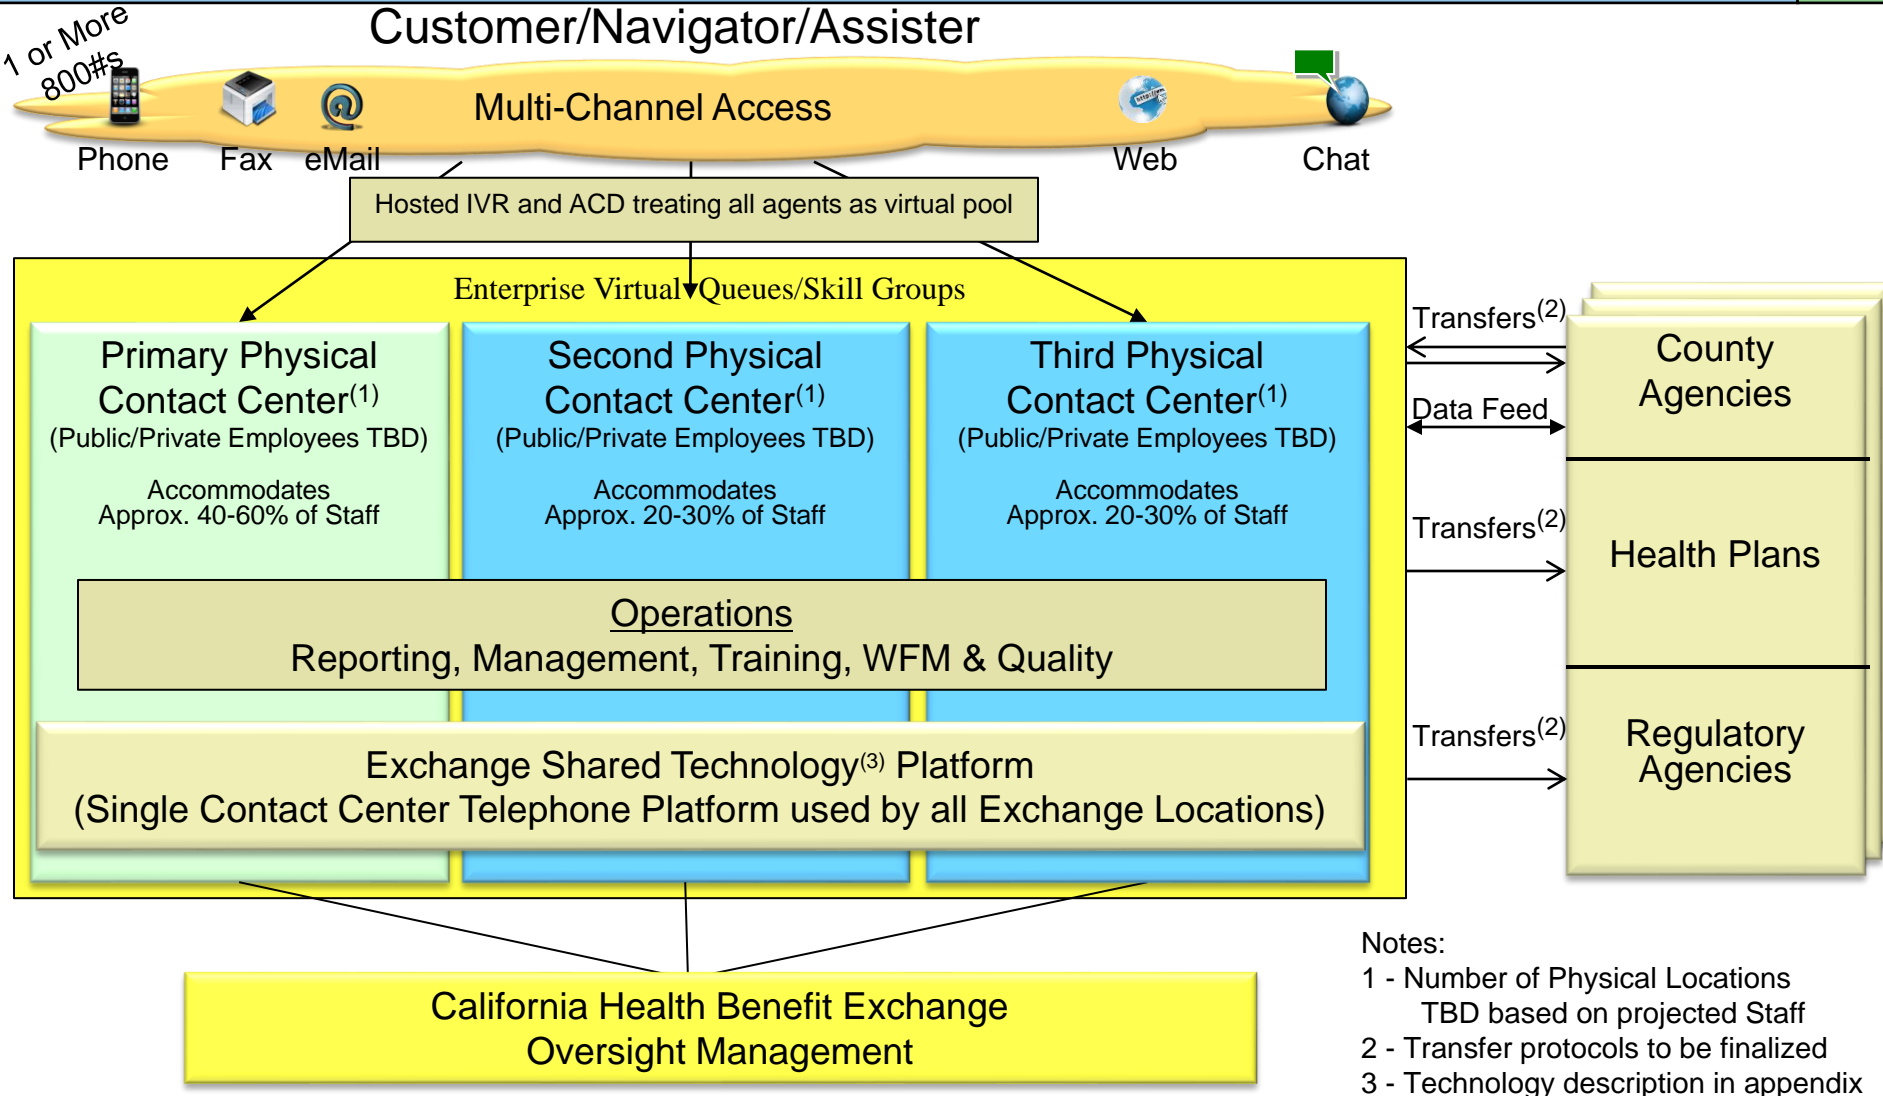 1 or More
800#s
Customer/Navigator/Assister
Multi-Channel Access
Phone
Fax
eMail
Web
Chat
Hosted IVR and ACD treating all agents as virtual pool
Enterprise Virtual Queues/Skill Groups
Primary Physical
Contact Center(1)
(Public/Private Employees TBD)
Accommodates
Approx. 40-60% of Staff
Second Physical
Contact Center(1)
(Public/Private Employees TBD)
Accommodates
Approx. 20-30% of Staff
Third Physical
Contact Center(1)
(Public/Private Employees TBD)
Accommodates
Approx. 20-30% of Staff
Operations
Reporting, Management, Training, WFM & Quality
Exchange Shared Technology(3) Platform
(Single Contact Center Telephone Platform used by all Exchange Locations)
Transfers(2)
Data Feed
Transfers(2)
Transfers(2)
County
Agencies
Health Plans
Regulatory
Agencies
California Health Benefit Exchange
Oversight Management
Notes:
1 - Number of Physical Locations
TBD based on projected Staff
2 - Transfer protocols to be finalized
3 - Technology description in appendix